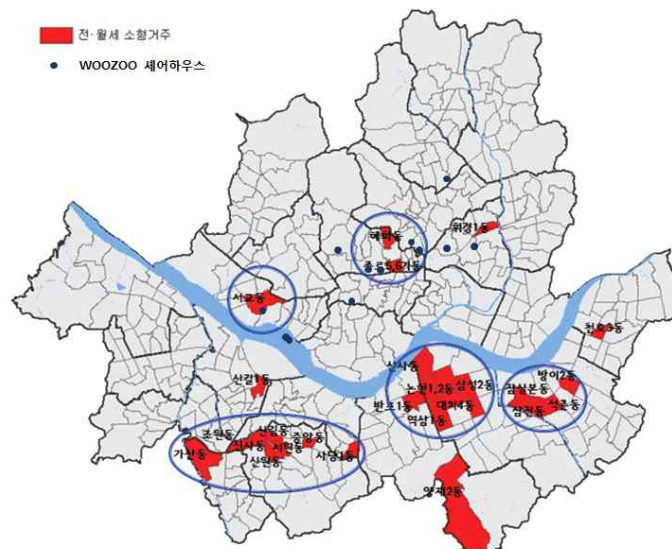 전·월세 소형거주
WOOZOO 셰어하우스
혜화동
휘경1동
종로5,6가동
서교동
천호3동
신사동
신길1동
논현1,2동
삼성2동
방이2동
잠실본동
반포1동
대치4동
석촌동
삼전동
역삼1동
조원동
신림동
중앙동
가산동
서원동
사당1동
신원동
양재2동